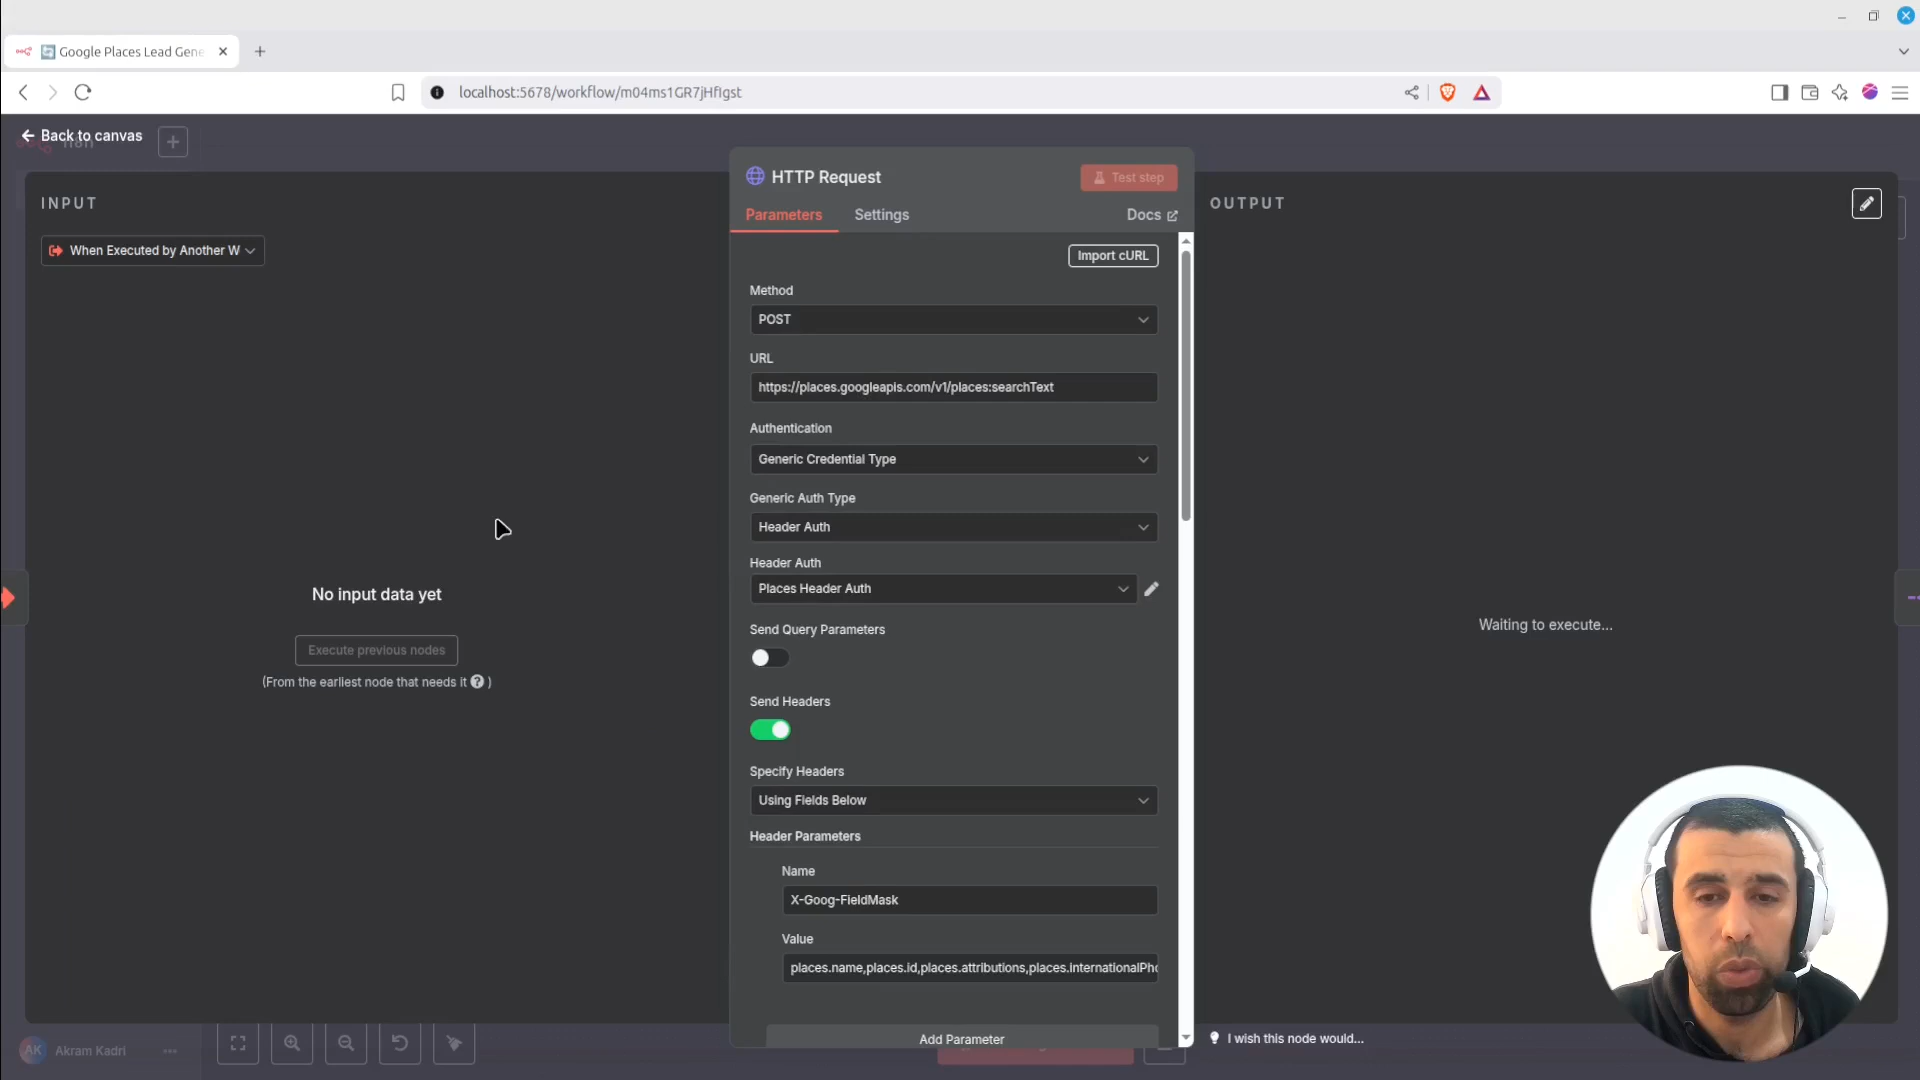 Google Places Lead Gene
localhost:5678/workflow/m04ms1GR7jHfIgst
Back to canvas
INPUT
When Executed by Another W
No input data yet
Execute previous nodes
(From the earliest node that needs it ? )
HTTP Request
Test step
Parameters
Settings
Docs
Import cURL
Method
POST
URL
https://places.googleapis.com/v1/places:searchText
Authentication
Generic Credential Type
Generic Auth Type
Header Auth
Header Auth
Places Header Auth
Send Query Parameters
Send Headers
Specify Headers
Using Fields Below
Header Parameters
Name
X-Goog-FieldMask
Value
places.name,places.id,places.attributions,places.internationalPho
Add Parameter
OUTPUT
Waiting to execute...
I wish this node would...
AK
Akram Kadri